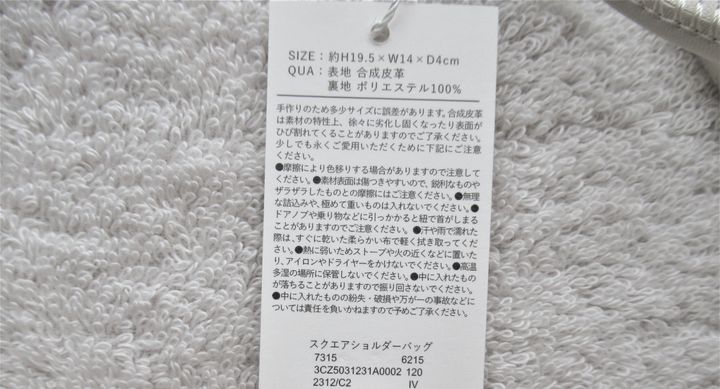 SIZE：約H19.5×W14×D4cm
QUA：表地 合成皮革
裏地 ポリエステル100%
手作りのため多少サイズに誤差があります。合成皮革
は素材の特性上、徐々に劣化し固くなったり表面が
ひび割れてくることがありますのでご了承ください。
少しでも永くご愛用いただくために下記にご注意
ください。
●摩擦により色移りする場合がありますので注意して
ください。●素材表面は傷つきやすいので、鋭利なものや
ザラザラしたものとの摩擦にはご注意ください。●無理
な詰込みや、極めて重いものは入れないでください。●
ドアノブや乗り物などに引っかかると紐で首がしまる
ことがありますのでご注意ください。●汗や雨で濡れた
際は、すぐに乾いた柔らかい布で軽く拭き取ってくだ
さい。●熱に弱いためストーブや火の近くなどに置いた
り、アイロンやドライヤーをかけないでください。●高温
多湿の場所に保管しないでください。●中に入れたもの
が落ちることがありますので振り回さないでください。
●中に入れたものの紛失・破損や万が一の事故などに
ついては責任を負いかねますので予めご了承ください。
スクエアショルダーバッグ
7315 6215
3CZ5031231A0002 120
2312/C2 IV